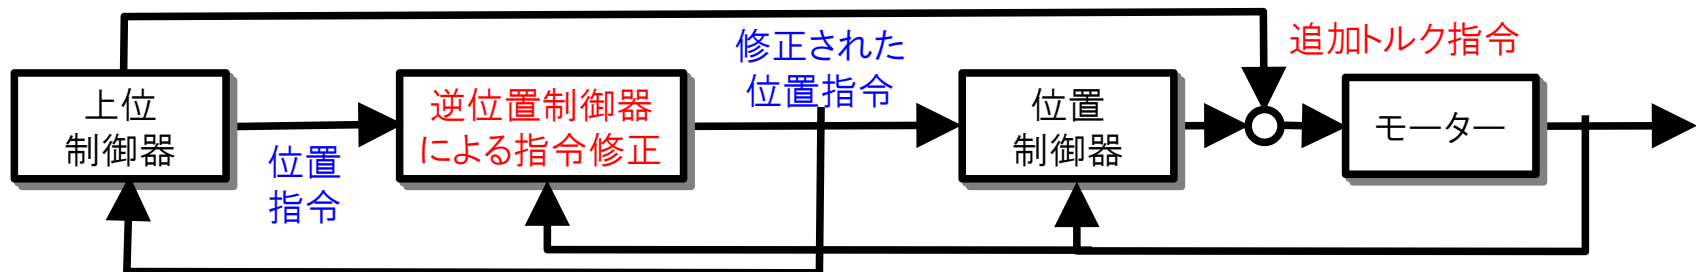 上位
制御器
位置
指令
逆位置制御器
による指令修正
修正された
位置指令
位置
制御器
追加トルク指令
モーター